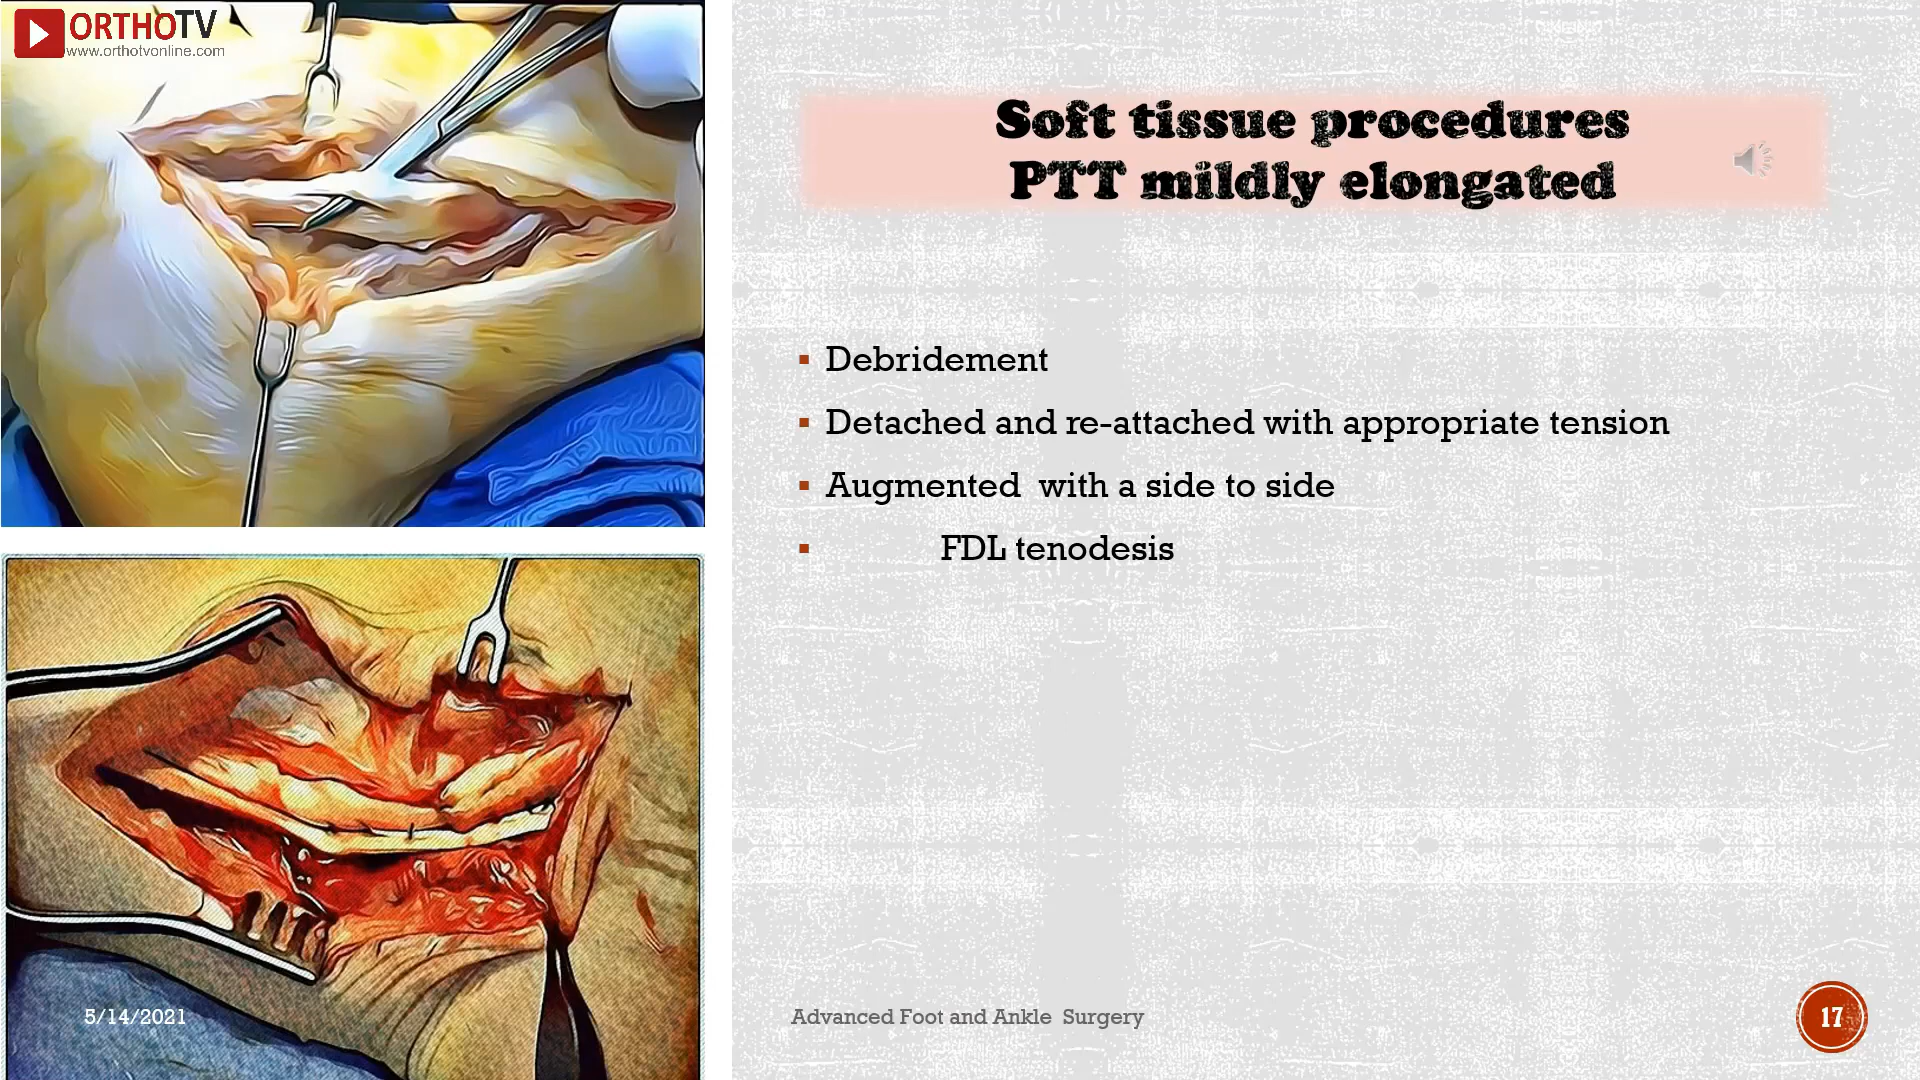 ORTHOTV
www.orthotvonline.com
Soft tissue procedures
PTT mildly elongated
Debridement
Detached and re-attached with appropriate tension
Augmented with a side to side
FDL tenodesis
5/14/2021
Advanced Foot and Ankle Surgery
17